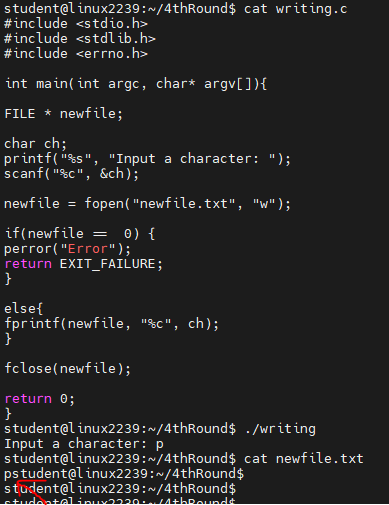 student@linux2239:~/4thRound$ cat writing.c
#include <stdio.h>
#include <stdlib.h>
#include <errno.h>
int main(int argc, char* argv[]){
FILE * newfile;
char ch;
printf("%s", "Input a character: ");
scanf("%c", &ch);
newfile = fopen("newfile.txt", "w");
if(newfile == 0) {
perror("Error");
return EXIT_FAILURE;
}
else{
fprintf(newfile, "%c", ch);
}
fclose(newfile);
return 0;
}
student@linux2239:~/4thRound$ ./writing
Input a character: p
student@linux2239:~/4thRound$ cat newfile.txt
pstudent@linux2239:~/4thRound$
student@linux2239:~/4thRound$
student@linux2239:~/4thRound$